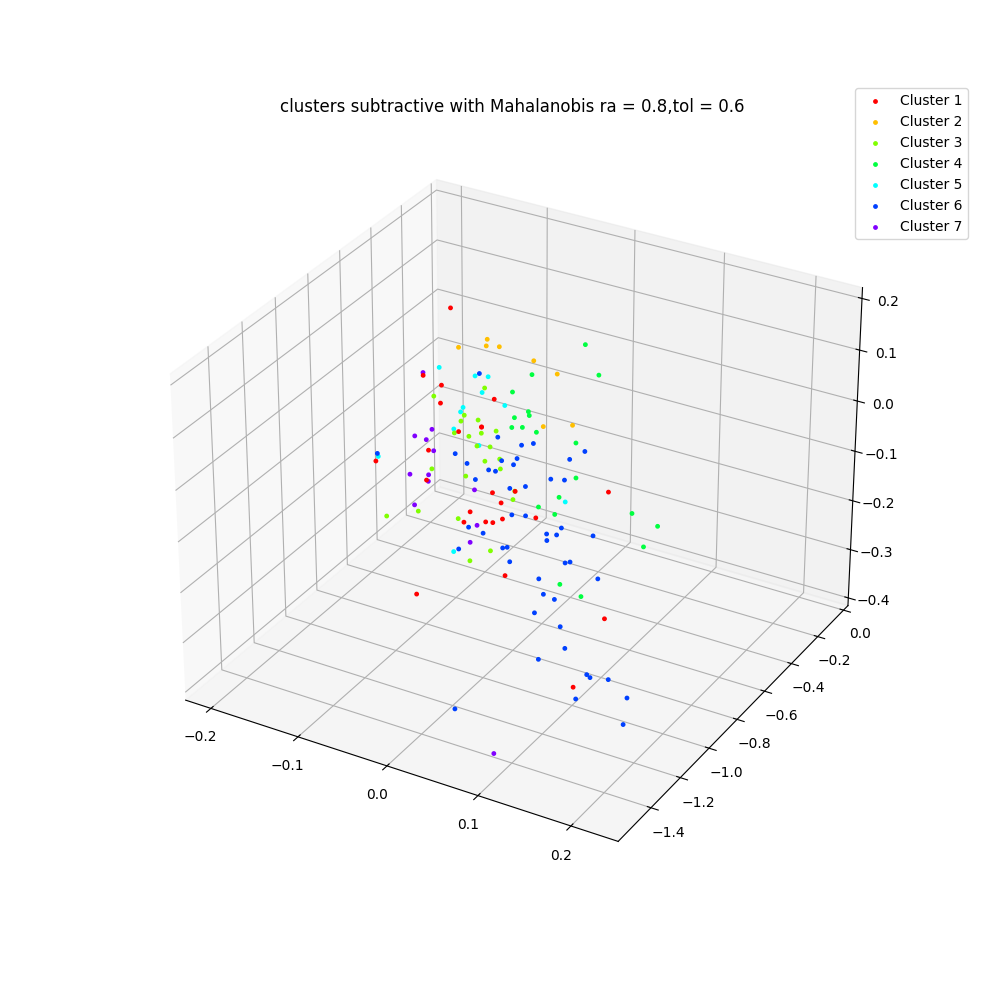 clusters subtractive with Mahalanobis ra = 0.8,tol = 0.6
Cluster 1
Cluster 2
Cluster 3
Cluster 4
Cluster 5
Cluster 6
Cluster 7
0.2
0.1
0.0
−0.1
−0.2
−0.3
−0.4
0.0
−0.2
−0.4
−0.6
−0.8
−1.0
−1.2
−1.4
−0.2
−0.1
0.0
0.1
0.2